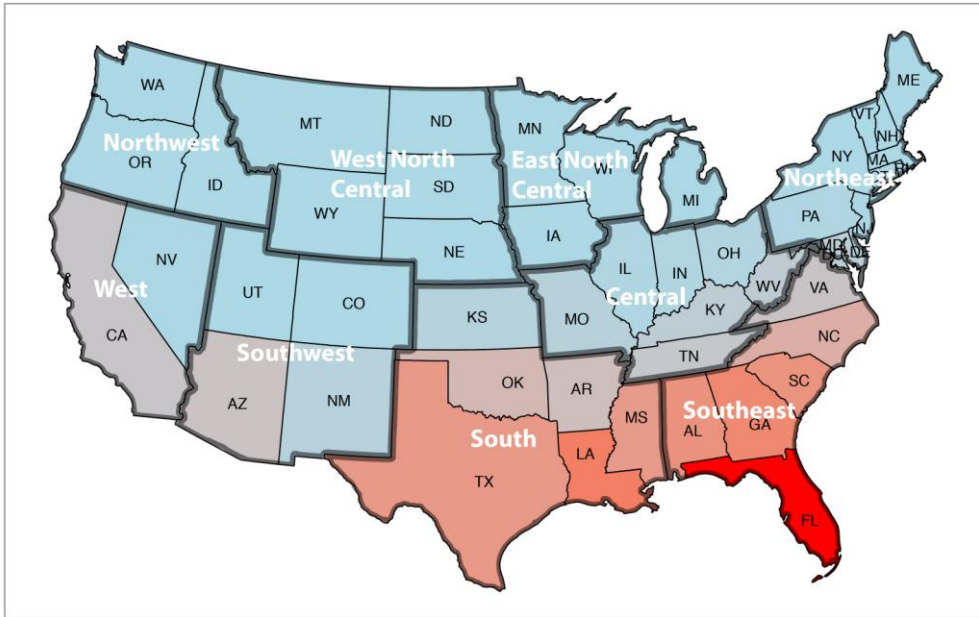 WA
MT
ND
MN
ME
VT
NH
Northwest
OR
ID
West North
Central
SD
WY
NE
East North
Central
WI
MI
IA
NY
MA
Northeast
PA
NV
West
CA
UT
CO
Southwest
AZ
NM
KS
MO
IL
IN
OH
Central
WV
VA
KY
TN
NC
OK
AR
SC
South
TX
LA
MS
AL
GA
Southeast
FL